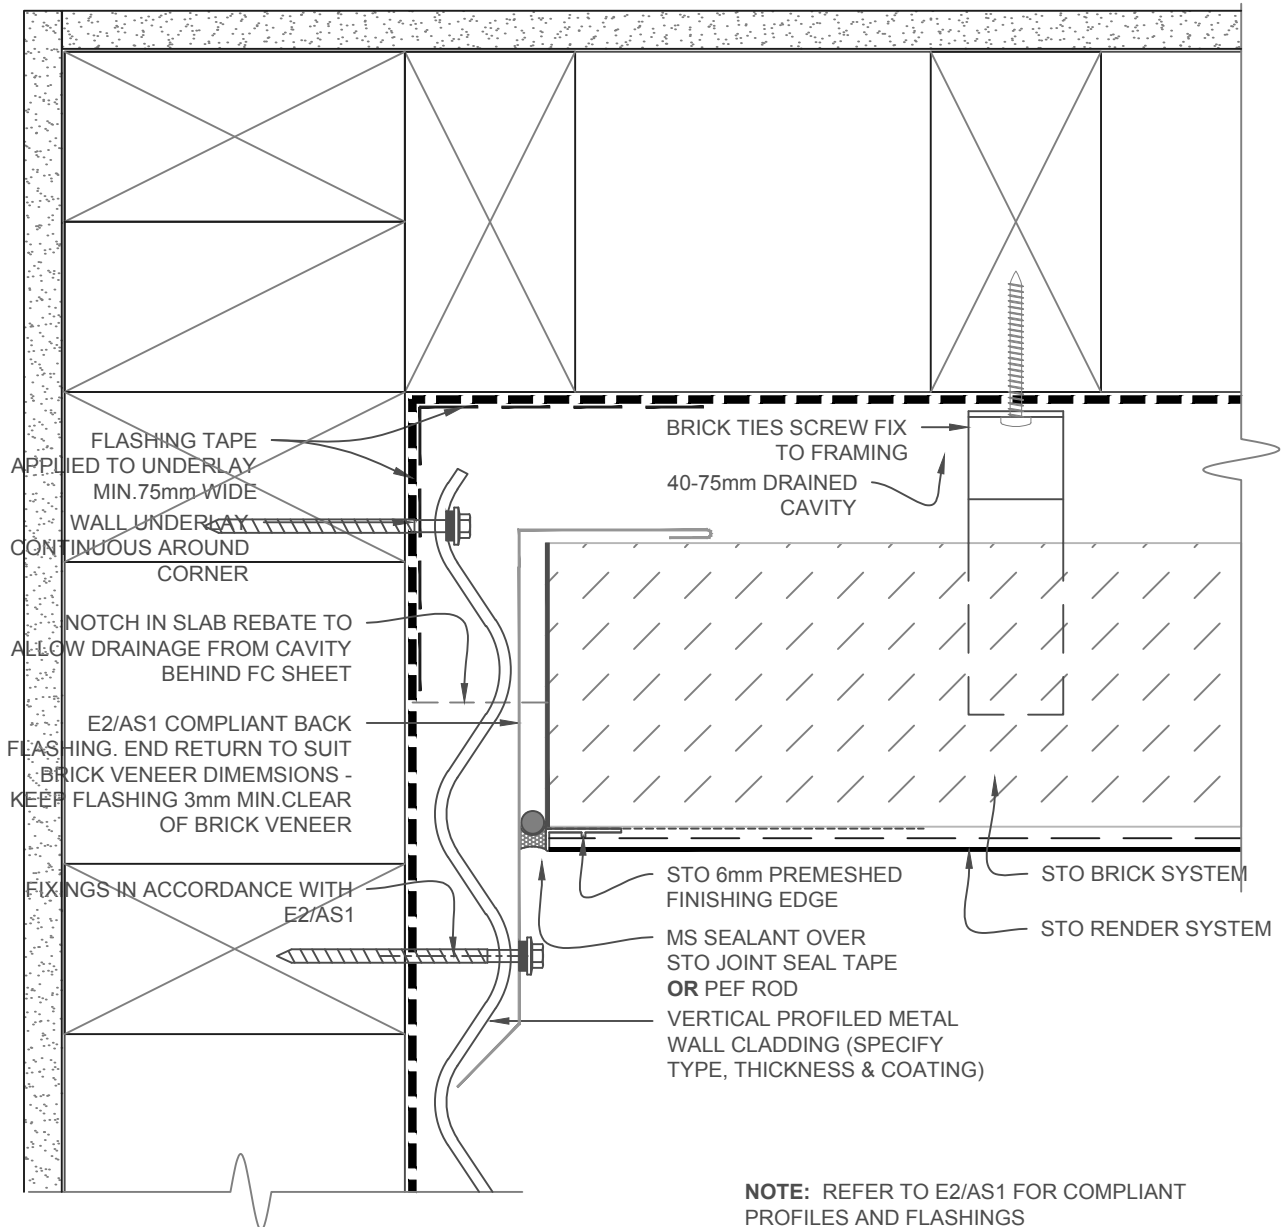 FLASHING TAPE
APPLIED TO UNDERLAY
MIN.75mm WIDE
WALL UNDERLAY
CONTINUOUS AROUND
CORNER
NOTCH IN SLAB REBATE TO
ALLOW DRAINAGE FROM CAVITY
BEHIND FC SHEET
E2/AS1 COMPLIANT BACK
FLASHING. END RETURN TO SUIT
BRICK VENEER DIMEMSIONS -
KEEP FLASHING 3mm MIN.CLEAR
OF BRICK VENEER
FIXINGS IN ACCORDANCE WITH
E2/AS1
BRICK TIES SCREW FIX
TO FRAMING
40-75mm DRAINED
CAVITY
STO 6mm PREMESHED
FINISHING EDGE
MS SEALANT OVER
STO JOINT SEAL TAPE
OR PEF ROD
VERTICAL PROFILED METAL
WALL CLADDING (SPECIFY
TYPE, THICKNESS & COATING)
STO BRICK SYSTEM
STO RENDER SYSTEM
NOTE: REFER TO E2/AS1 FOR COMPLIANT
PROFILES AND FLASHINGS